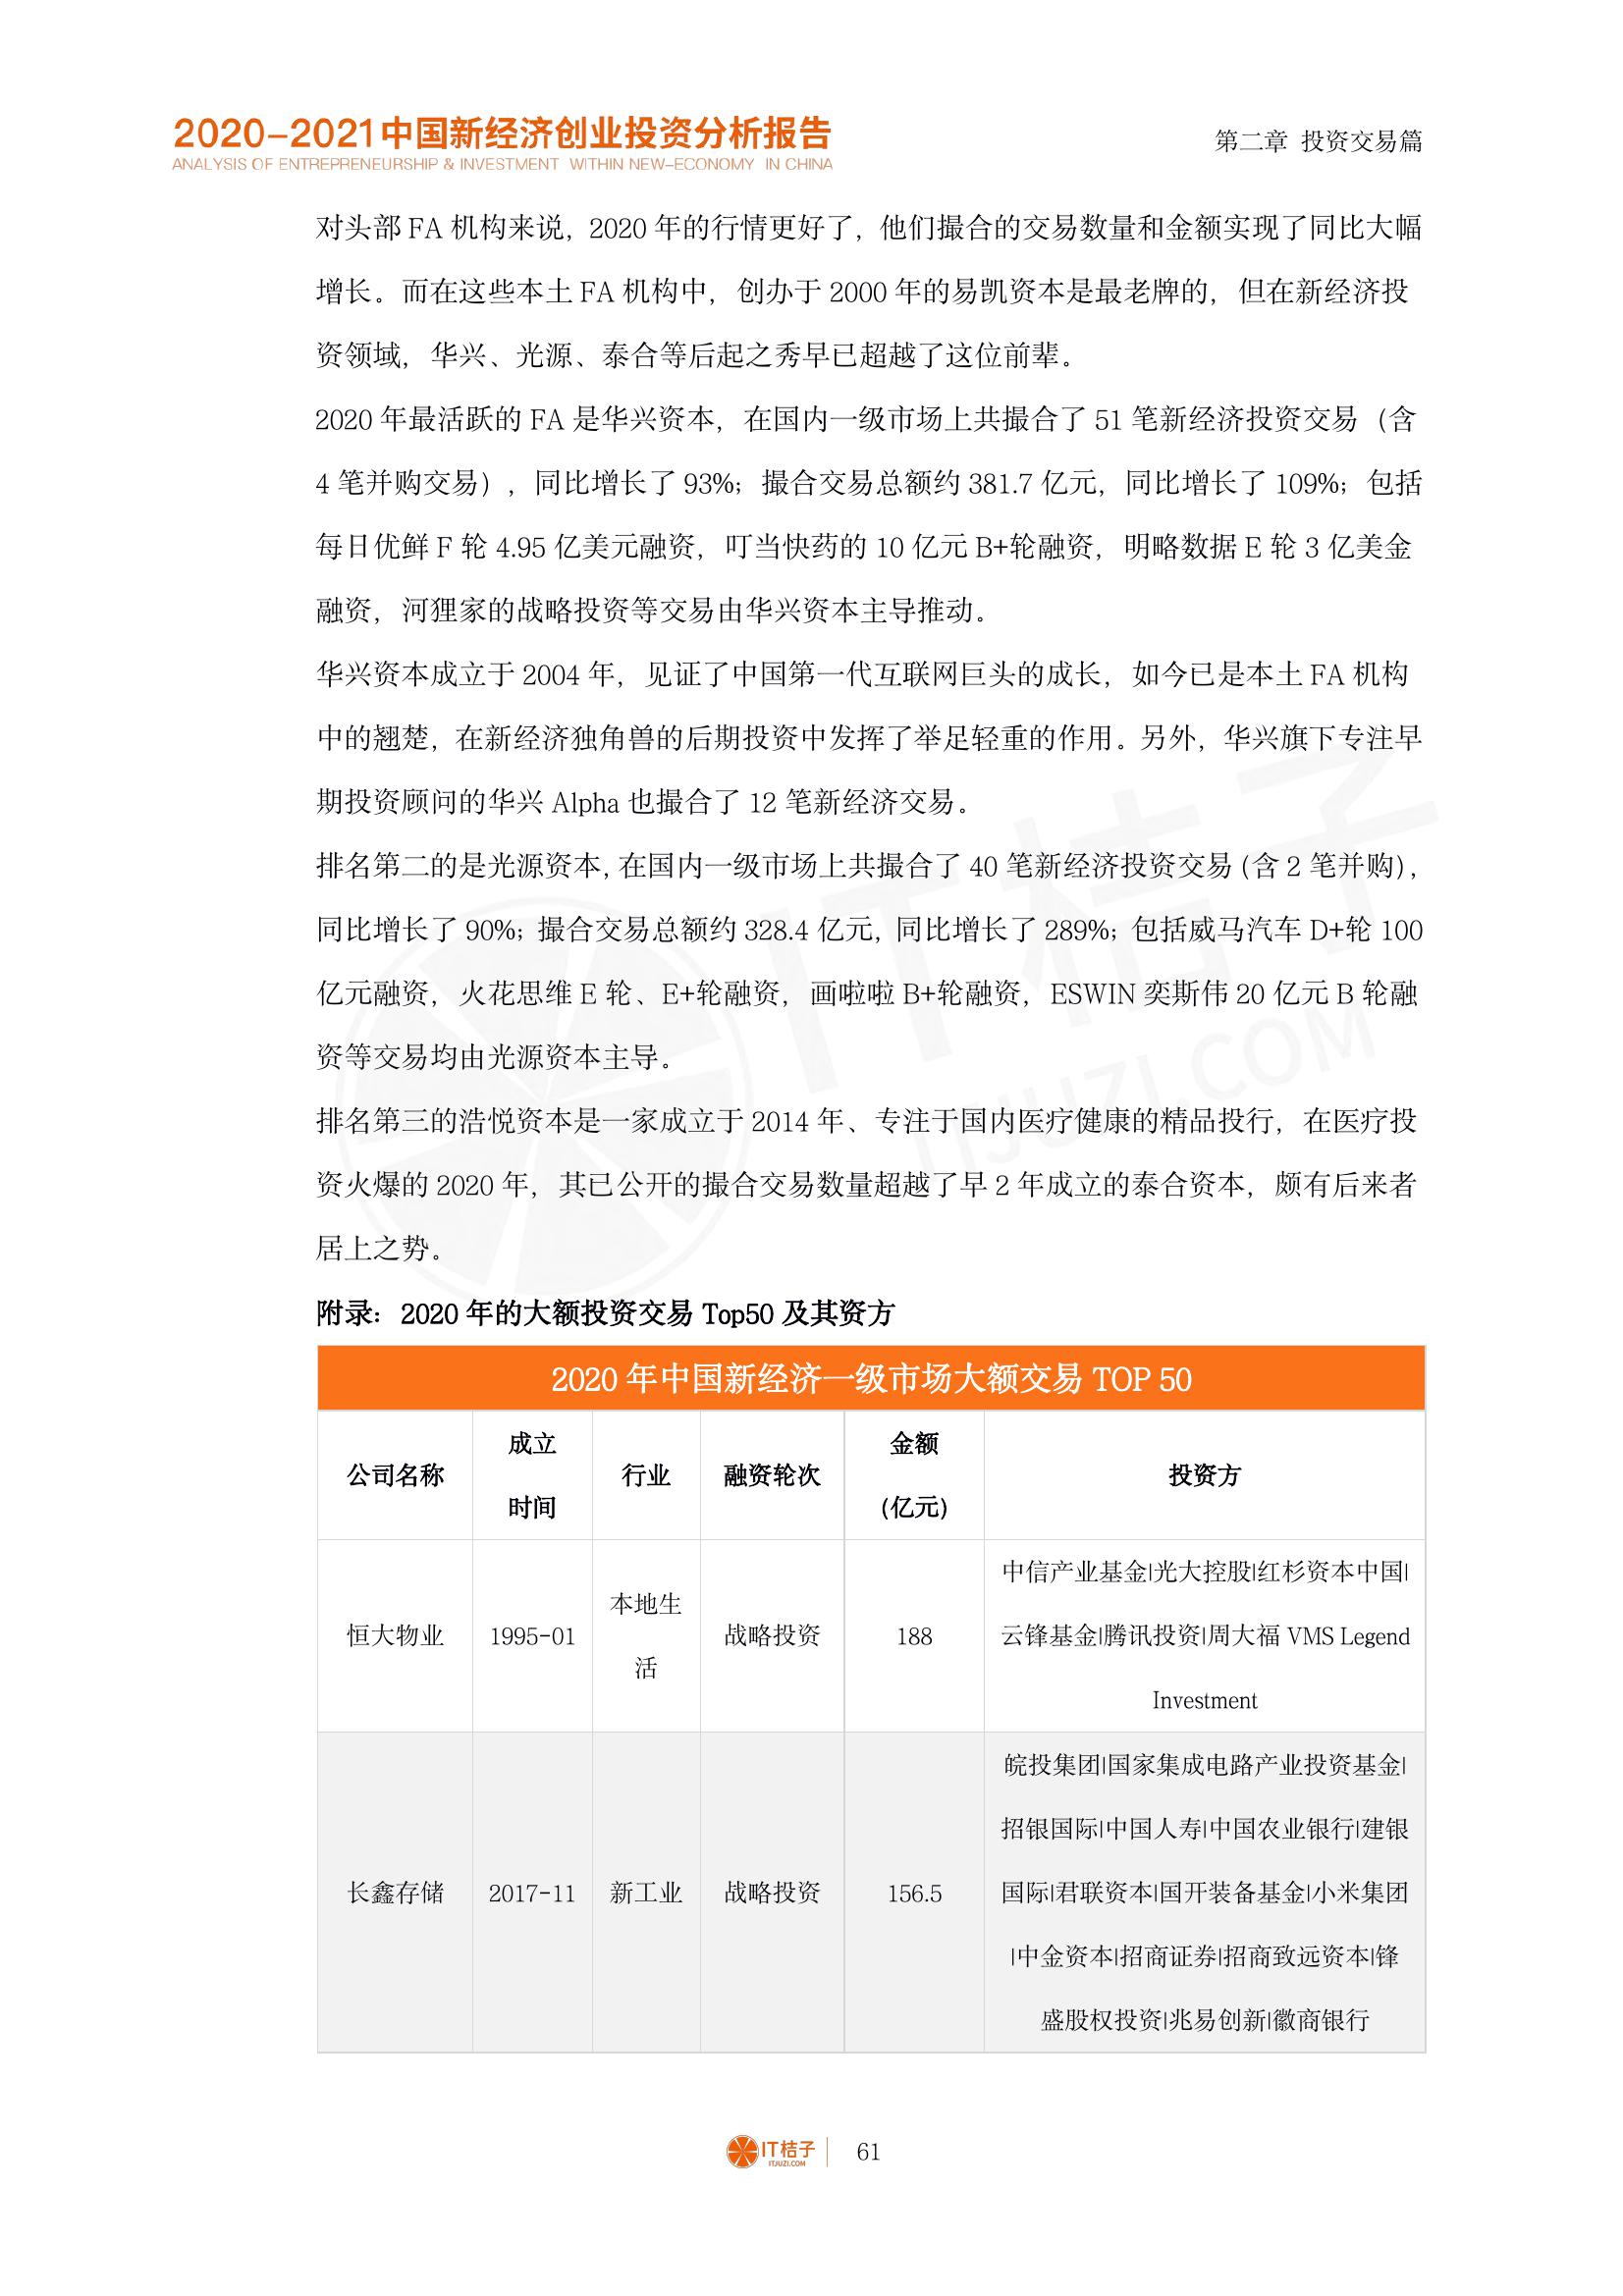 2020-2021中国新经济创业投资分析报告
ANALYSIS OF ENTREPRENEURSHIP & INVESTMENT WITHIN NEW-ECONOMY IN CHINA
第二章 投资交易篇
对头部 FA 机构来说，2020 年的行情更好了，他们撮合的交易数量和金额实现了同比大幅
增长。而在这些本土 FA 机构中，创办于 2000 年的易凯资本是最老牌的，但在新经济投
资领域，华兴、光源、泰合等后起之秀早已超越了这位前辈。
2020 年最活跃的 FA 是华兴资本，在国内一级市场上共撮合了 51 笔新经济投资交易（含
4 笔并购交易），同比增长了 93%；撮合交易总额约 381.7 亿元，同比增长了 109%；包括
每日优鲜 F 轮 4.95 亿美元融资，叮当快药的 10 亿元 B+轮融资，明略数据 E 轮 3 亿美金
融资，河狸家的战略投资等交易由华兴资本主导推动。
华兴资本成立于 2004 年，见证了中国第一代互联网巨头的成长，如今已是本土 FA 机构
中的翘楚，在新经济独角兽的后期投资中发挥了举足轻重的作用。另外，华兴旗下专注早
期投资顾问的华兴 Alpha 也撮合了 12 笔新经济交易。
排名第二的是光源资本，在国内一级市场上共撮合了 40 笔新经济投资交易（含 2 笔并购），
同比增长了 90%；撮合交易总额约 328.4 亿元，同比增长了 289%；包括威马汽车 D+轮 100
亿元融资，火花思维 E 轮、E+轮融资，画啦啦 B+轮融资，ESWIN 奕斯伟 20 亿元 B 轮融
资等交易均由光源资本主导。
排名第三的浩悦资本是一家成立于 2014 年、专注于国内医疗健康的精品投行，在医疗投
资火爆的 2020 年，其已公开的撮合交易数量超越了早 2 年成立的泰合资本，颇有后来者
居上之势。
附录：2020 年的大额投资交易 Top50 及其资方
2020 年中国新经济一级市场大额交易 TOP 50
公司名称
成立
时间
行业
融资轮次
金额
（亿元）
投资方
恒大物业
1995-01
本地生
活
战略投资
188
中信产业基金|光大控股|红杉资本中国|
云锋基金|腾讯投资|周大福 VMS Legend
Investment
长鑫存储
2017-11
新工业
战略投资
156.5
皖投集团|国家集成电路产业投资基金|
招银国际|中国人寿|中国农业银行|建银
国际|君联资本|国开装备基金|小米集团
|中金资本|招商证券|招商致远资本|锋
盛股权投资|兆易创新|徽商银行
IT桔子
ITJUZI.COM
IT桔子
ITJUZI.COM
61